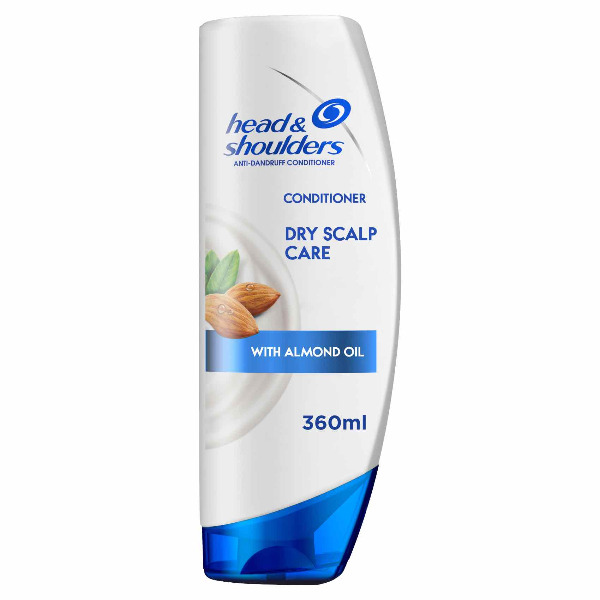 head &
shoulders
ANTI-DANDRUFF CONDITIONER
CONDITIONER
DRY SCALP
CARE
WITH ALMOND OIL
360ml